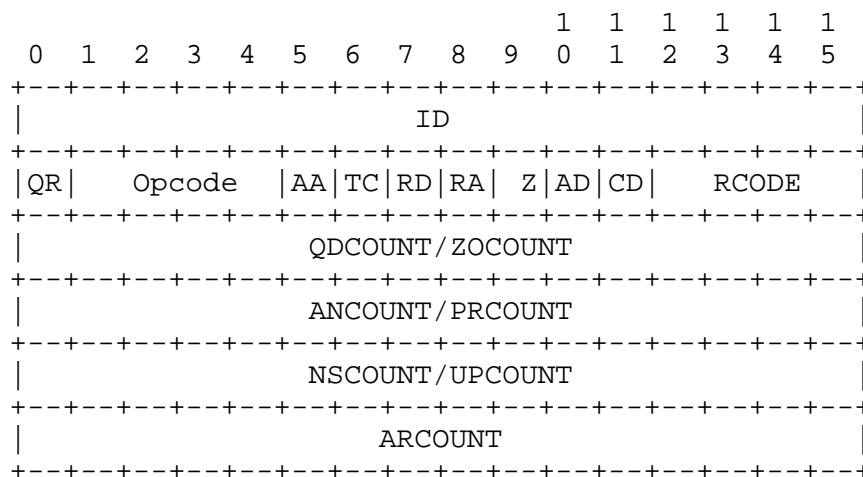 1  1  1  1  1  1
  0  1  2  3  4  5  6  7  8  9  0  1  2  3  4  5
+--+--+--+--+--+--+--+--+--+--+--+--+--+--+--+--+
|                      ID                       |
+--+--+--+--+--+--+--+--+--+--+--+--+--+--+--+--+
|QR|   Opcode  |AA|TC|RD|RA| Z|AD|CD|   RCODE   |
+--+--+--+--+--+--+--+--+--+--+--+--+--+--+--+--+
|                QDCOUNT/ZOCOUNT                |
+--+--+--+--+--+--+--+--+--+--+--+--+--+--+--+--+
|                ANCOUNT/PRCOUNT                |
+--+--+--+--+--+--+--+--+--+--+--+--+--+--+--+--+
|                NSCOUNT/UPCOUNT                |
+--+--+--+--+--+--+--+--+--+--+--+--+--+--+--+--+
|                    ARCOUNT                    |
+--+--+--+--+--+--+--+--+--+--+--+--+--+--+--+--+